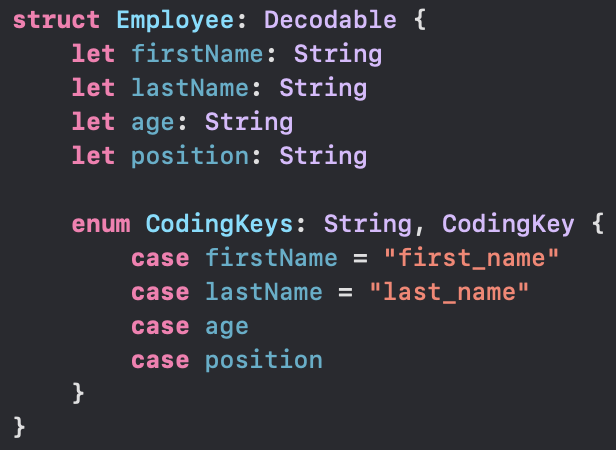 struct Employee: Decodable {
    let firstName: String
    let lastName: String
    let age: String
    let position: String

    enum CodingKeys: String, CodingKey {
        case firstName = "first_name"
        case lastName = "last_name"
        case age
        case position
    }
}